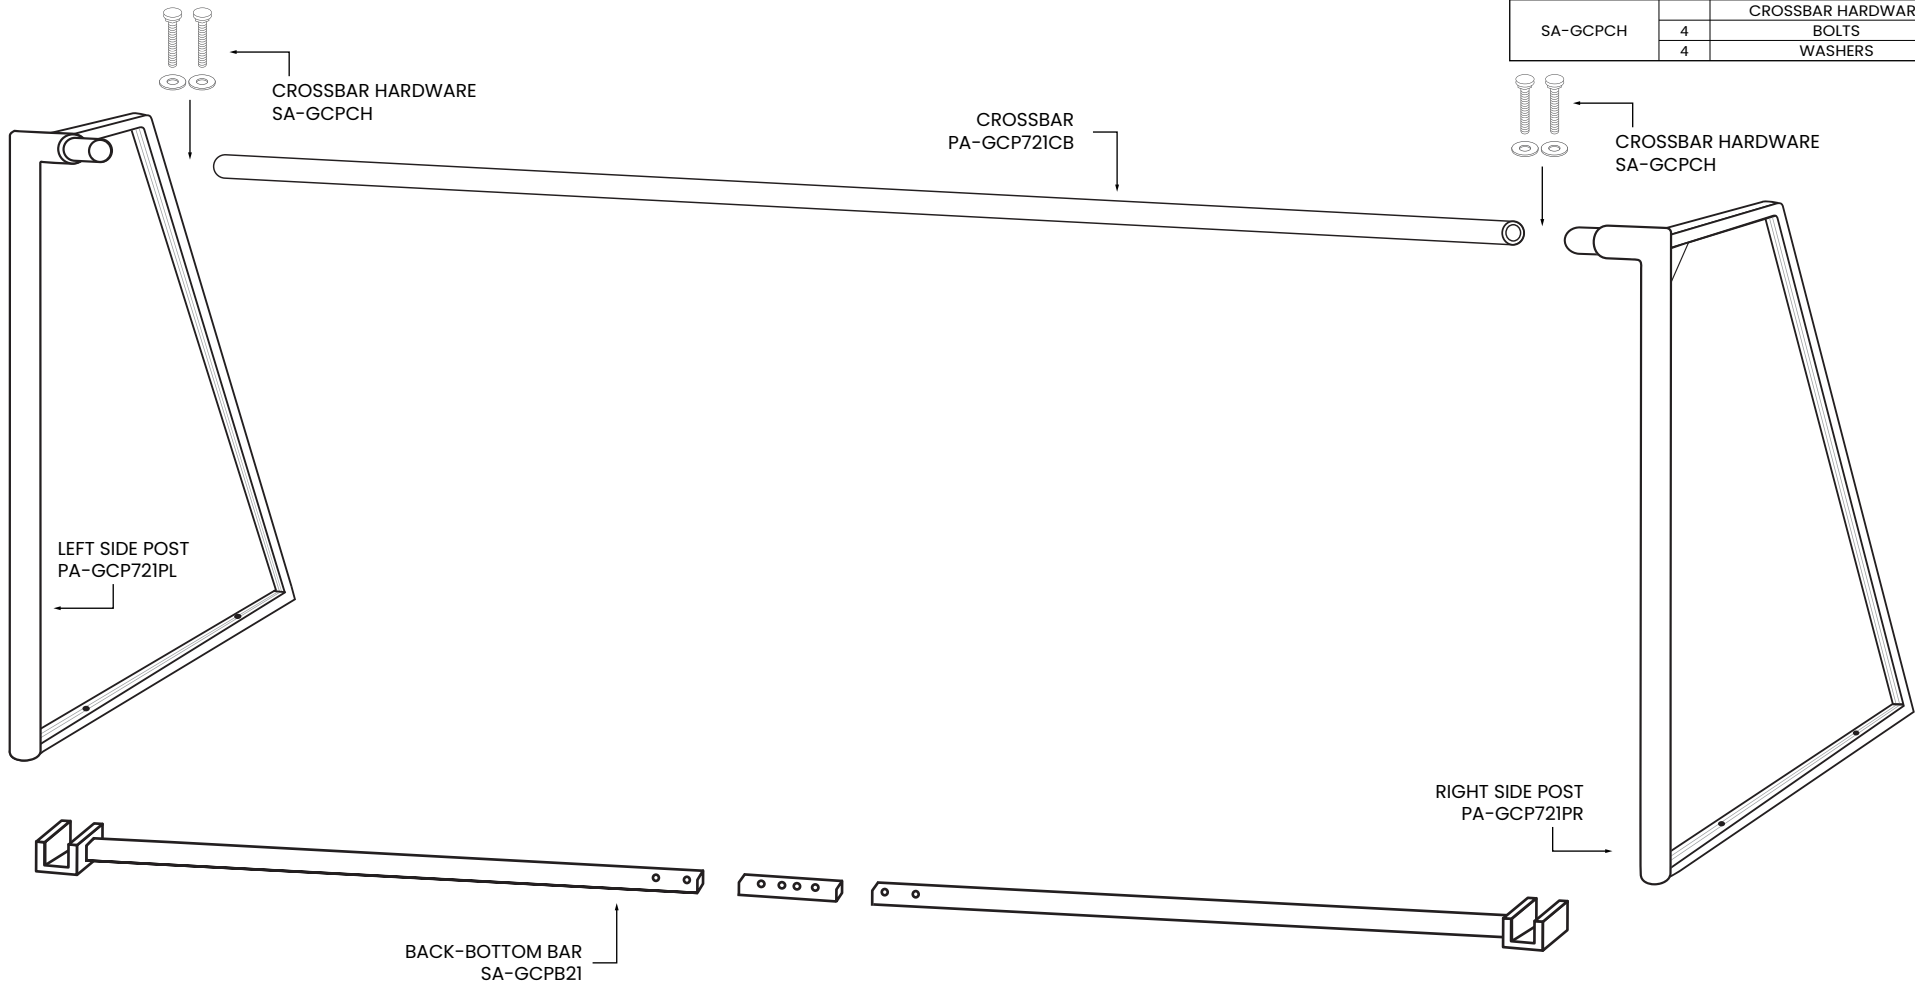 CROSSBAR HARDWAR
SA-GCPCH
4 BOLTS
4 WASHERS
CROSSBAR HARDWARE
SA-GCPCH
CROSSBAR
PA-GCP721CB
CROSSBAR HARDWARE
SA-GCPCH
LEFT SIDE POST
PA-GCP721PL
RIGHT SIDE POST
PA-GCP721PR
BACK-BOTTOM BAR
SA-GCPB21